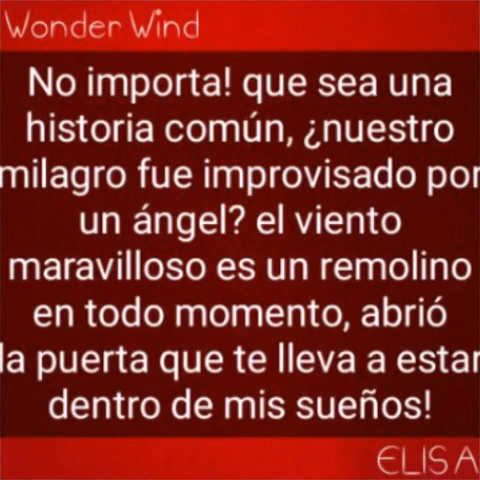 Wonder Wind
No importa! que sea una
historia común, ¿nuestro
milagro fue improvisado por
un ángel? el viento
maravilloso es un remolino
en todo momento, abrió
la puerta que te lleva a estar
dentro de mis sueños!
ELISA